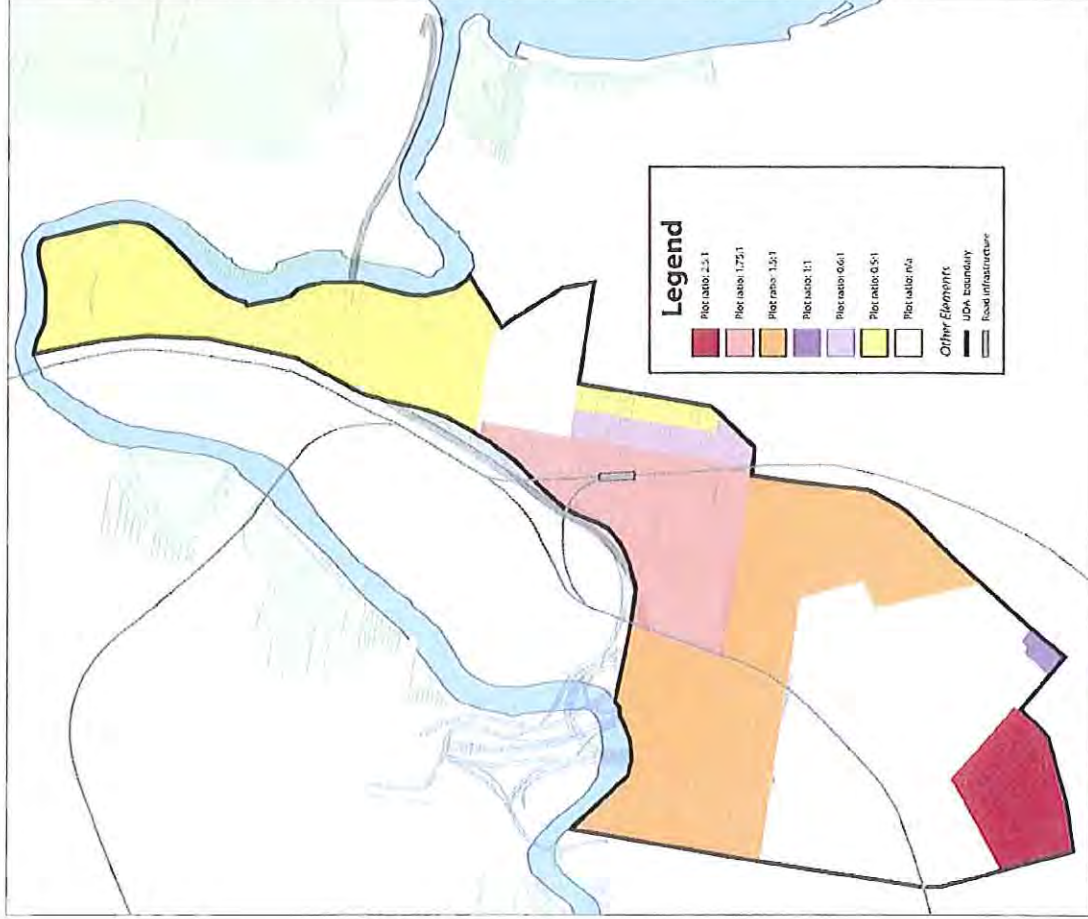 Legend
Plot ratio: 2.5:1
Plot ratio: 1.75:1
Plot ratio: 1.5:1
Plot ratio: 1:1
Plot ratio: 0.6:1
Plot ratio: 0.5:1
Plot ratio: n/a
Other Elements
UDA boundary
Road infrastructure